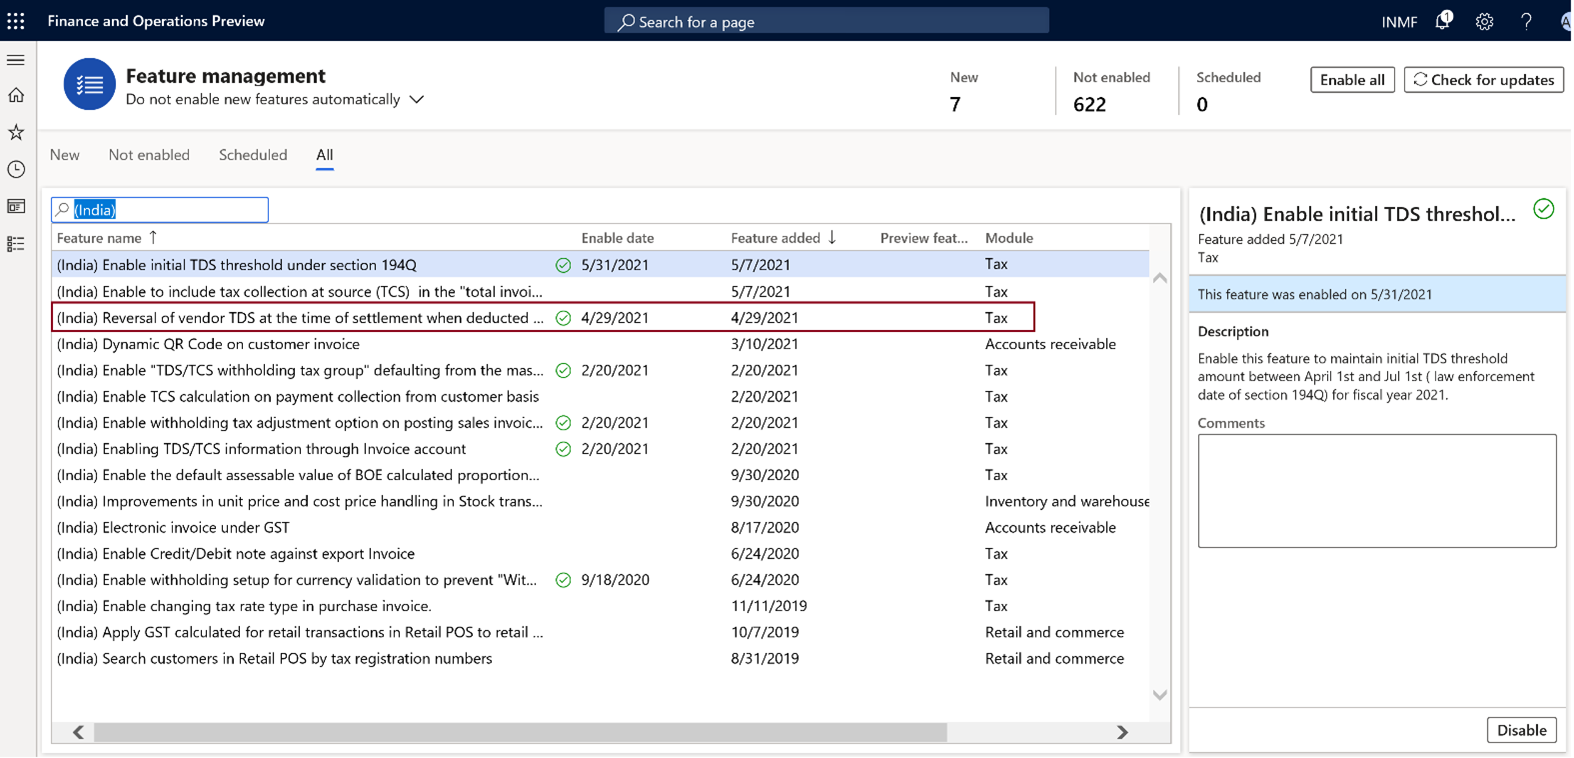 Finance and Operations Preview
Search for a page
INMF
1
?
Feature management
Do not enable new features automatically
New
7
Not enabled
622
Scheduled
0
Enable all
Check for updates
New
Not enabled
Scheduled
All
(India)
Feature name ↑ Enable date Feature added ↓ Preview feat... Module
(India) Enable initial TDS threshold under section 194Q 5/31/2021 5/7/2021 Tax
(India) Enable to include tax collection at source (TCS) in the "total invoi... 5/7/2021 Tax
(India) Reversal of vendor TDS at the time of settlement when deducted ... 4/29/2021 4/29/2021 Tax
(India) Dynamic QR Code on customer invoice 3/10/2021 Accounts receivable
(India) Enable "TDS/TCS withholding tax group" defaulting from the mas... 2/20/2021 2/20/2021 Tax
(India) Enable TCS calculation on payment collection from customer basis 2/20/2021 Tax
(India) Enable withholding tax adjustment option on posting sales invoic... 2/20/2021 2/20/2021 Tax
(India) Enabling TDS/TCS information through Invoice account 2/20/2021 2/20/2021 Tax
(India) Enable the default assessable value of BOE calculated proportion... 9/30/2020 Tax
(India) Improvements in unit price and cost price handling in Stock trans... 9/30/2020 Inventory and warehouse
(India) Electronic invoice under GST 8/17/2020 Accounts receivable
(India) Enable Credit/Debit note against export Invoice 6/24/2020 Tax
(India) Enable withholding setup for currency validation to prevent "Wit... 9/18/2020 6/24/2020 Tax
(India) Enable changing tax rate type in purchase invoice. 11/11/2019 Tax
(India) Apply GST calculated for retail transactions in Retail POS to retail ... 10/7/2019 Retail and commerce
(India) Search customers in Retail POS by tax registration numbers 8/31/2019 Retail and commerce
(India) Enable initial TDS threshol...
Feature added 5/7/2021
Tax
This feature was enabled on 5/31/2021
Description
Enable this feature to maintain initial TDS threshold
amount between April 1st and Jul 1st ( law enforcement
date of section 194Q) for fiscal year 2021.
Comments
Disable